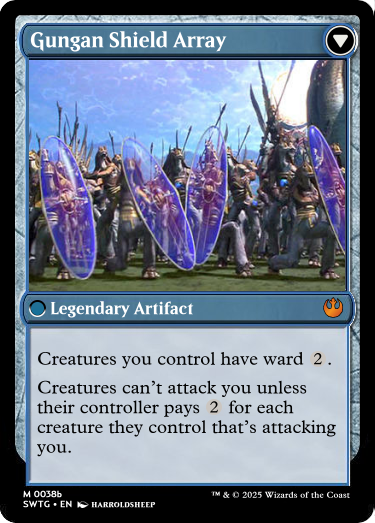 Gungan Shield Array
Legendary Artifact
Creatures you control have ward 2.
Creatures can't attack you unless
their controller pays 2 for each
creature they control that's attacking
you.
M 0038b
SWTG • EN HARROLDSHEEP
™ & © 2025 Wizards of the Coast